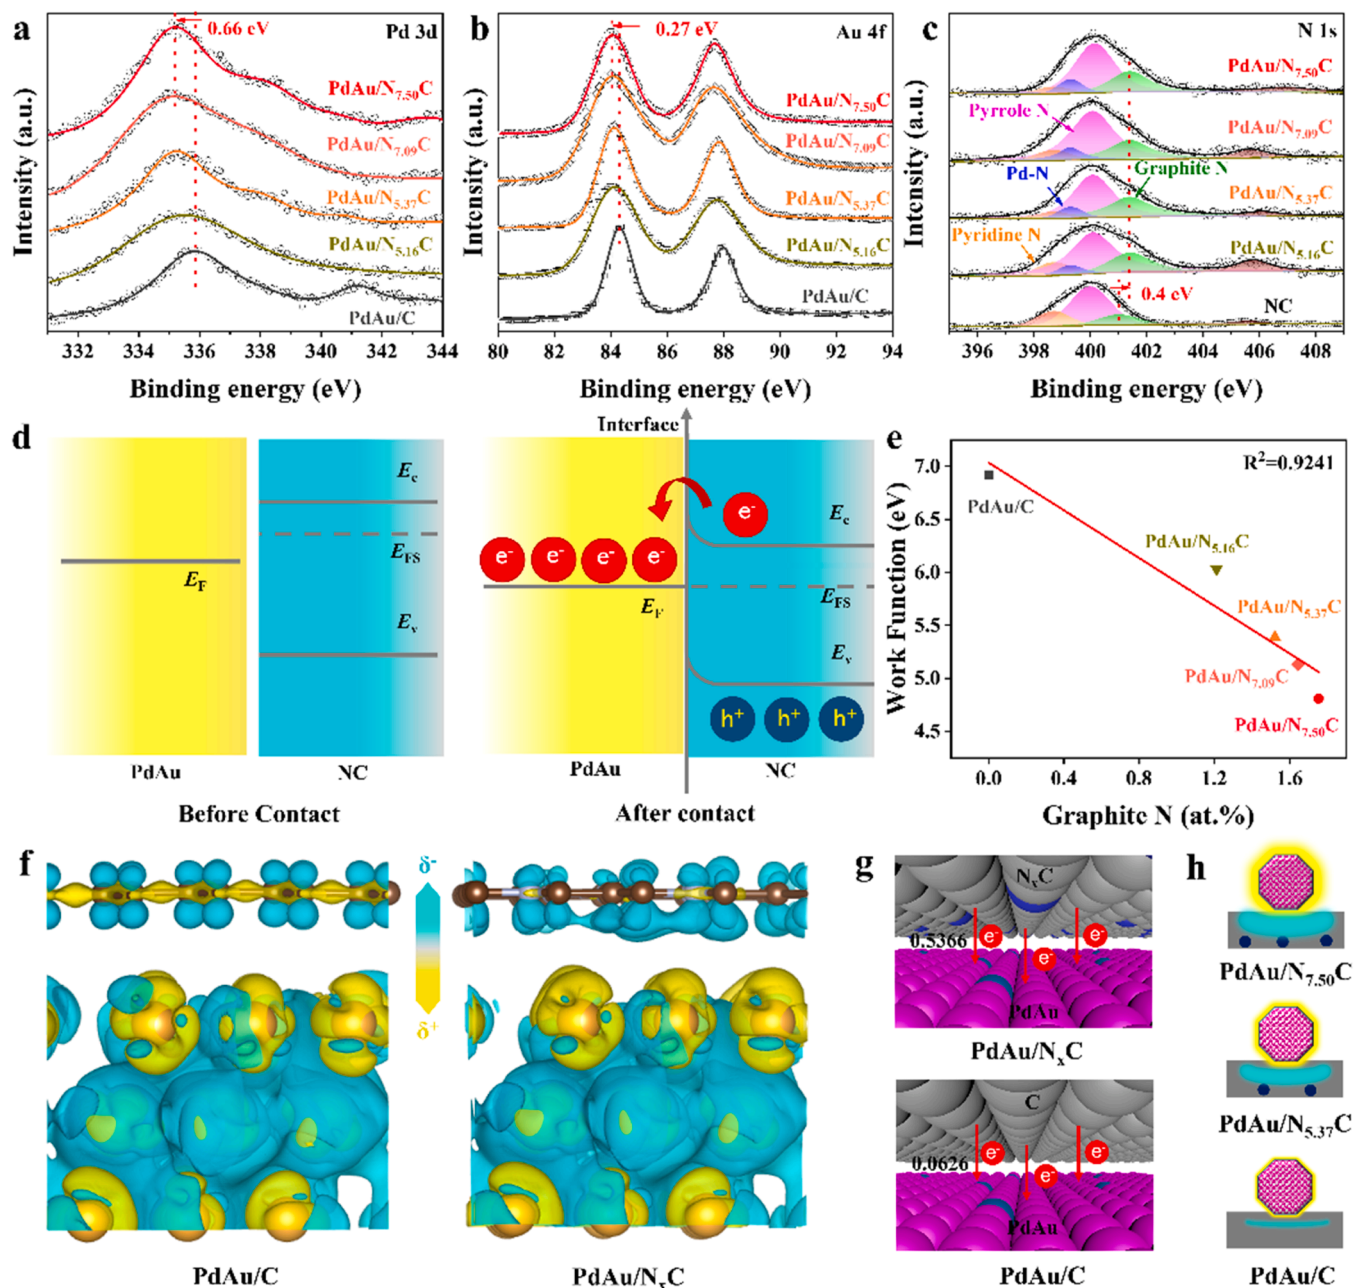 a
0.66 eV
Pd 3d
PdAu/N7.50C
PdAu/N7.09C
PdAu/N5.37C
PdAu/N5.16C
PdAu/C
Intensity (a.u.)
332 336 340 344
Binding energy (eV)
b
0.27 eV
Au 4f
PdAu/N7.50C
PdAu/N7.09C
PdAu/N5.37C
PdAu/N5.16C
PdAu/C
Intensity (a.u.)
80 82 84 86 88 90 92 94
Binding energy (eV)
c
N 1s
PdAu/N7.50C
Pyrrole N
PdAu/N7.09C
Pd-N
Graphite N
PdAu/N5.37C
Pyridine N
PdAu/N5.16C
0.4 eV
NC
Intensity (a.u.)
396 398 400 402 404 406 408
Binding energy (eV)
d
Ec
EFS
EF
Ev
PdAu
NC
Before Contact
Interface
e-
Ec
e- e- e- e-
EF
EFS
Ev
h+ h+ h+
PdAu
NC
After contact
e
R2=0.9241
7.0
6.5
6.0
5.5
5.0
4.5
Work Function (eV)
PdAu/C
PdAu/N5.16C
PdAu/N5.37C
PdAu/N7.09C
PdAu/N7.50C
0.0 0.4 0.8 1.2 1.6
Graphite N (at.%)
f
δ-
δ+
PdAu/C
PdAu/NxC
g
NxC
0.5366
e- e- e-
PdAu
PdAu/NxC
C
0.0626
e- e- e-
PdAu
PdAu/C
h
PdAu/N7.50C
PdAu/N5.37C
PdAu/C